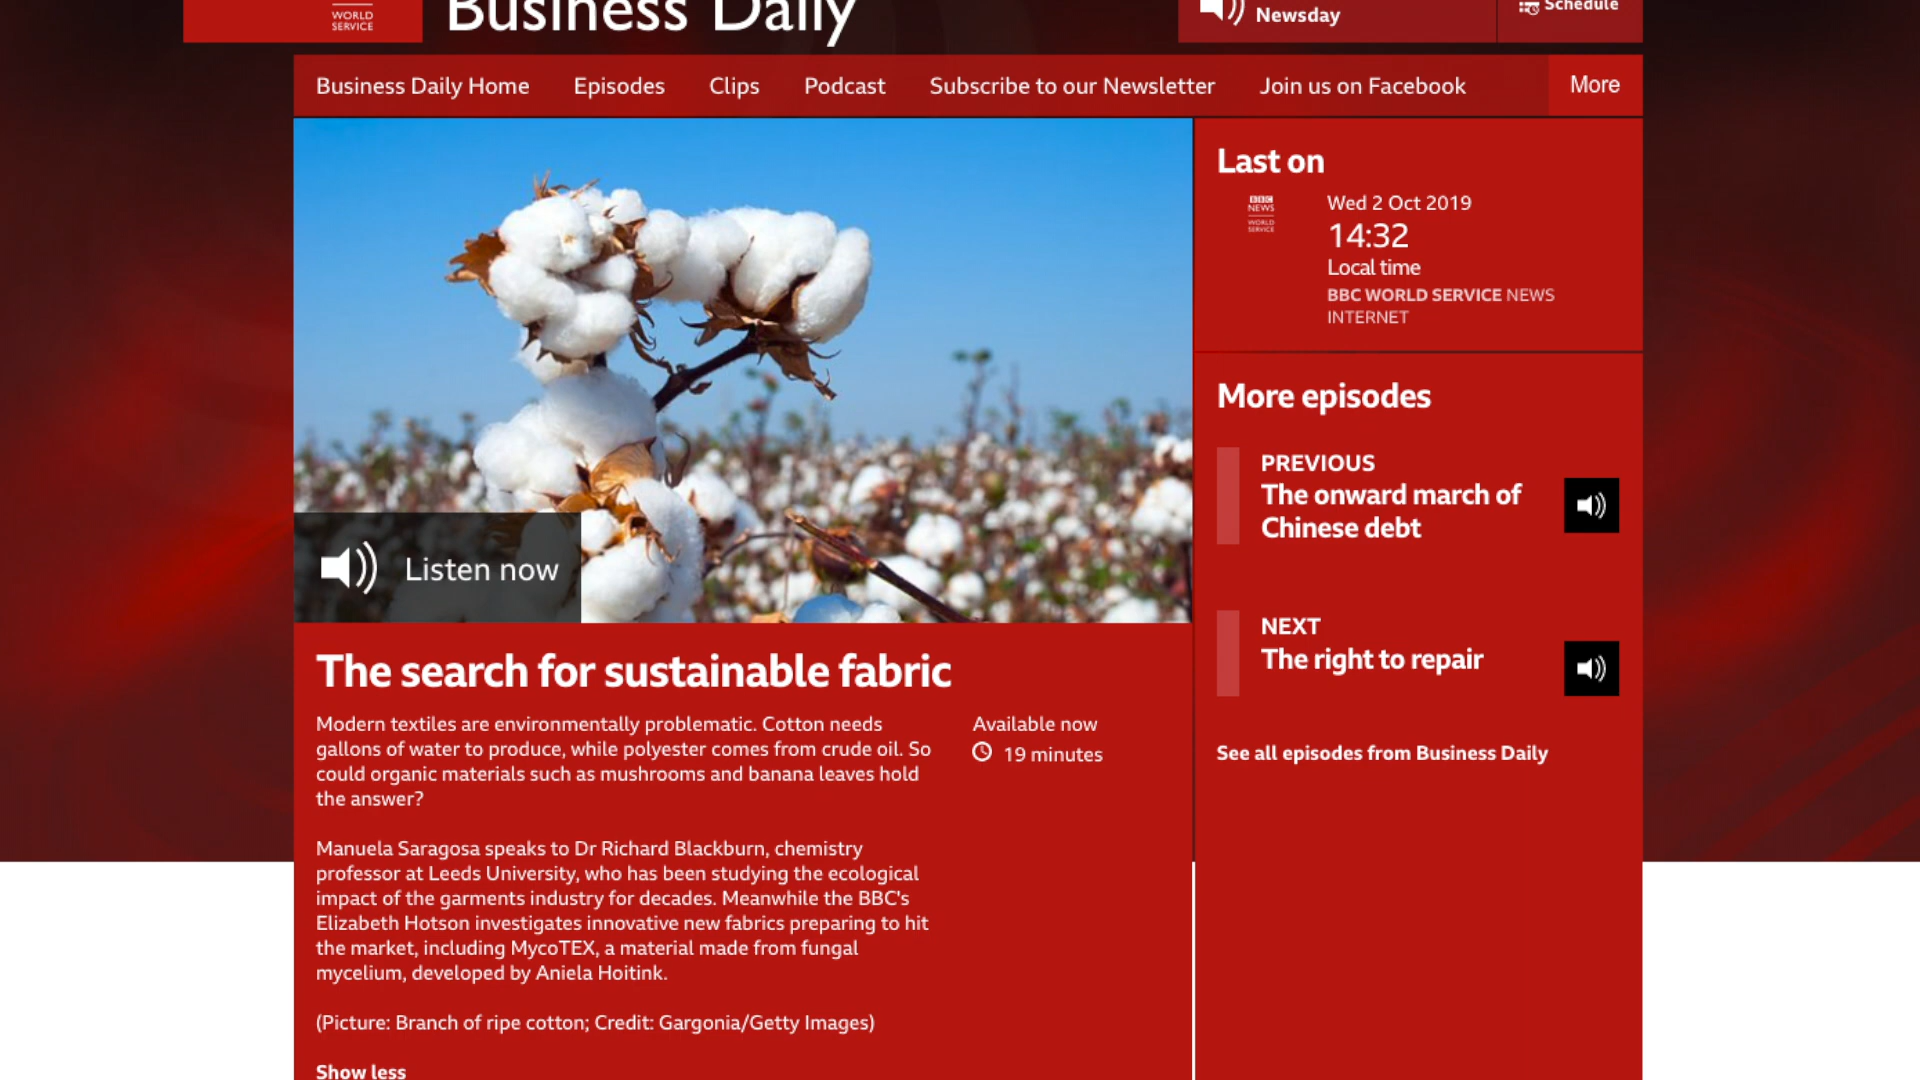 WORLD
SERVICE
Business Daily
Newsday
Schedule
Business Daily Home
Episodes
Clips
Podcast
Subscribe to our Newsletter
Join us on Facebook
More
Listen now
The search for sustainable fabric
Modern textiles are environmentally problematic. Cotton needs
gallons of water to produce, while polyester comes from crude oil. So
could organic materials such as mushrooms and banana leaves hold
the answer?
Manuela Saragosa speaks to Dr Richard Blackburn, chemistry
professor at Leeds University, who has been studying the ecological
impact of the garments industry for decades. Meanwhile the BBC's
Elizabeth Hotson investigates innovative new fabrics preparing to hit
the market, including MycoTEX, a material made from fungal
mycelium, developed by Aniela Hoitink.
(Picture: Branch of ripe cotton; Credit: Gargonia/Getty Images)
Show less
Available now
19 minutes
Last on
BBC
NEWS
WORLD
SERVICE
Wed 2 Oct 2019
14:32
Local time
BBC WORLD SERVICE NEWS
INTERNET
More episodes
PREVIOUS
The onward march of
Chinese debt
NEXT
The right to repair
See all episodes from Business Daily